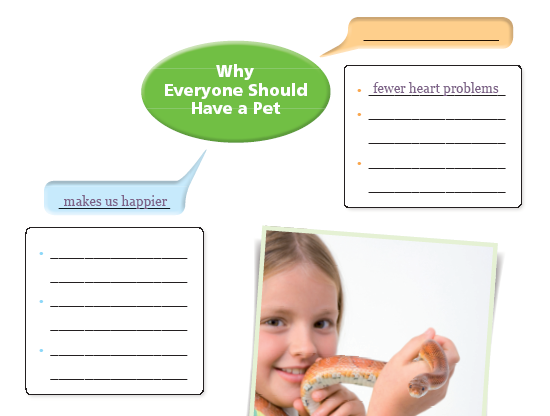 Why
Everyone Should
Have a Pet
fewer heart problems
makes us happier